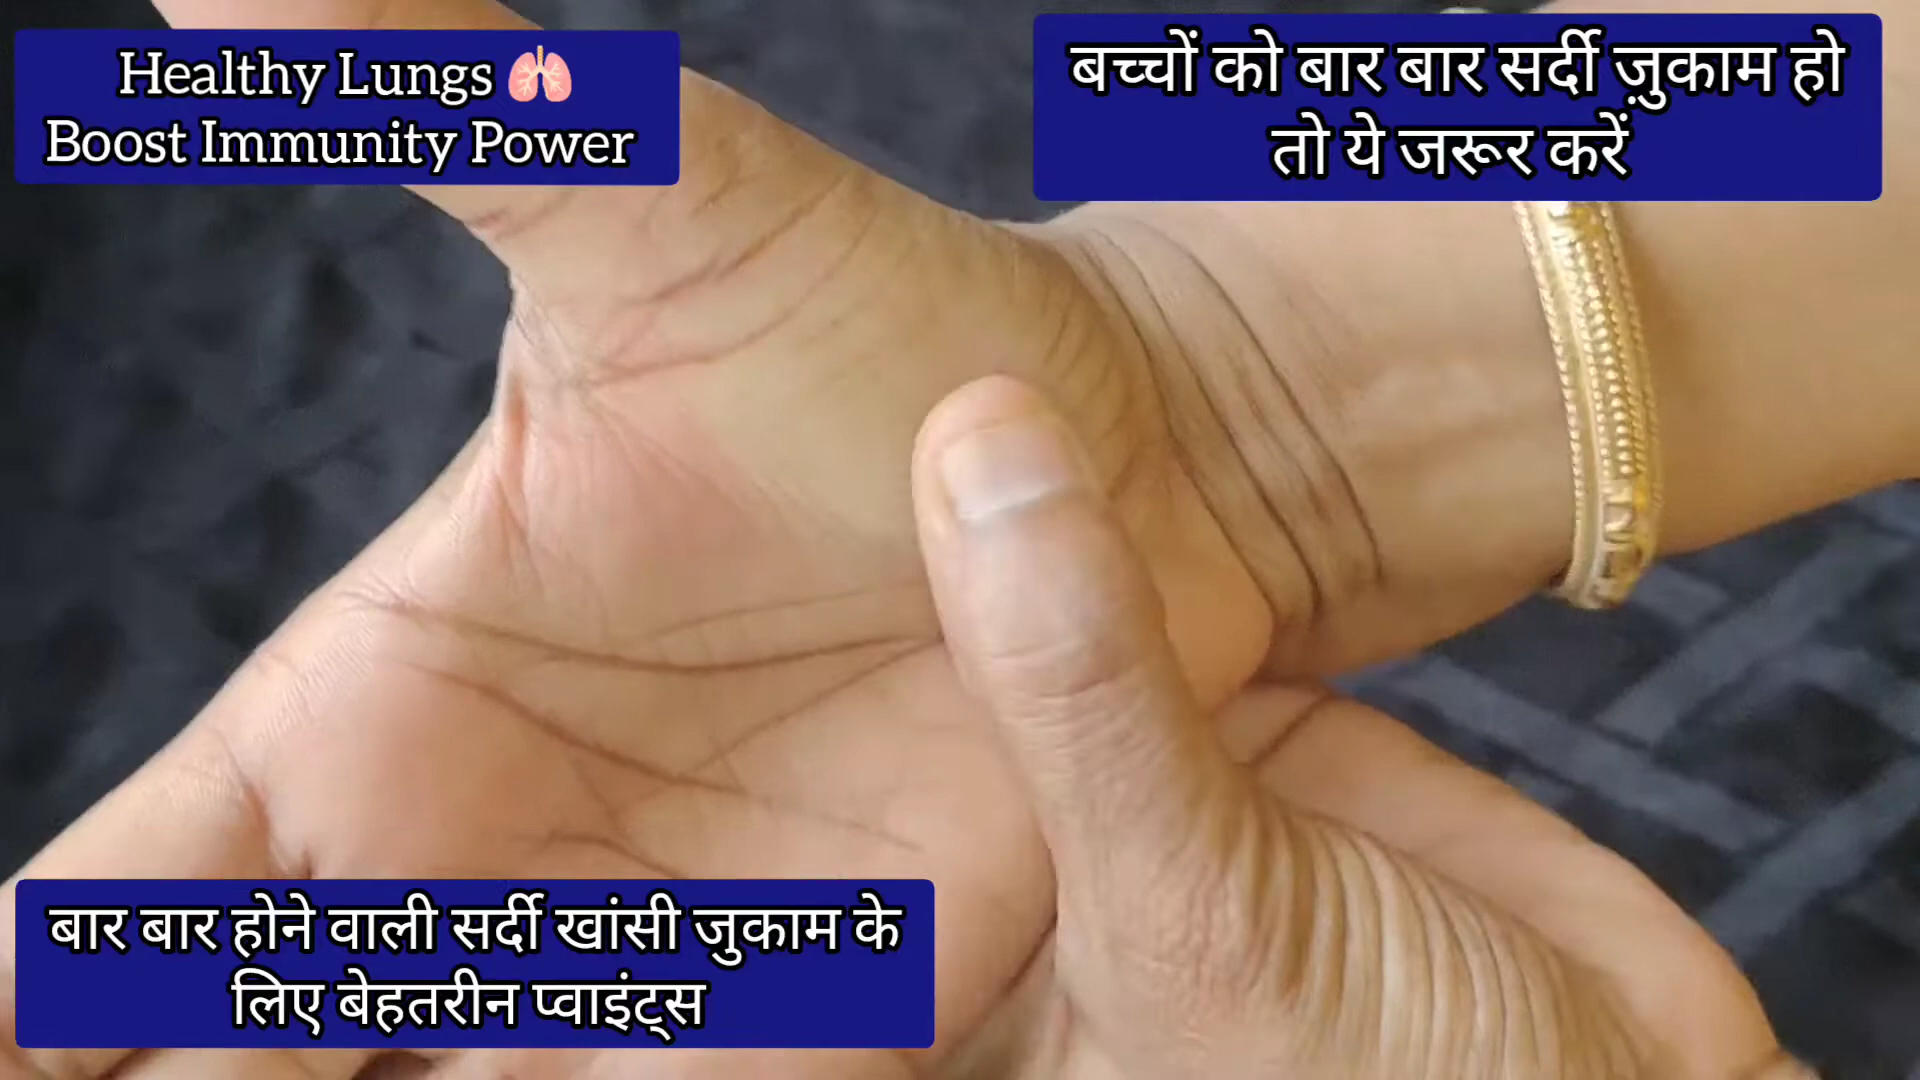 Healthy Lungs 🫁
Boost Immunity Power
बच्चों को बार बार सर्दी ज़ुकाम हो
तो ये जरूर करें
बार बार होने वाली सर्दी खांसी जुकाम के
लिए बेहतरीन प्वाइंट्स